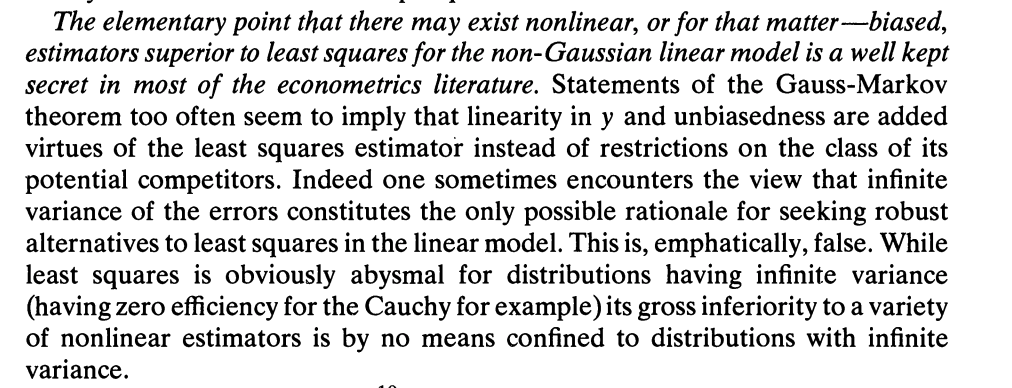 The elementary point that there may exist nonlinear, or for that matter—biased,
estimators superior to least squares for the non-Gaussian linear model is a well kept
secret in most of the econometrics literature. Statements of the Gauss-Markov
theorem too often seem to imply that linearity in y and unbiasedness are added
virtues of the least squares estimator instead of restrictions on the class of its
potential competitors. Indeed one sometimes encounters the view that infinite
variance of the errors constitutes the only possible rationale for seeking robust
alternatives to least squares in the linear model. This is, emphatically, false. While
least squares is obviously abysmal for distributions having infinite variance
(having zero efficiency for the Cauchy for example) its gross inferiority to a variety
of nonlinear estimators is by no means confined to distributions with infinite
variance.